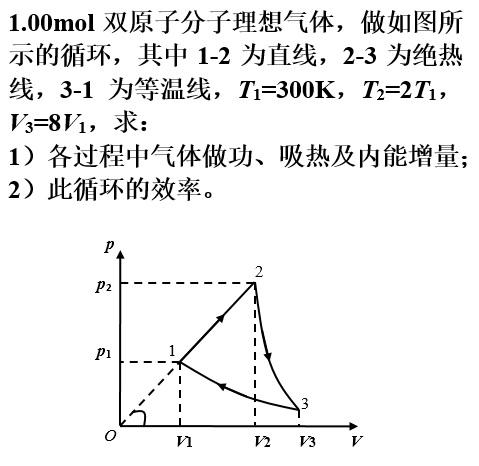 1.00mol 双原子分子理想气体，做如图所
示的循环，其中 1-2 为直线，2-3 为绝热
线，3-1 为等温线，T1=300K，T2=2T1，
V3=8V1，求：
1）各过程中气体做功、吸热及内能增量；
2）此循环的效率。
p
2
p2
p1
1
3
O
V1
V2
V3
V